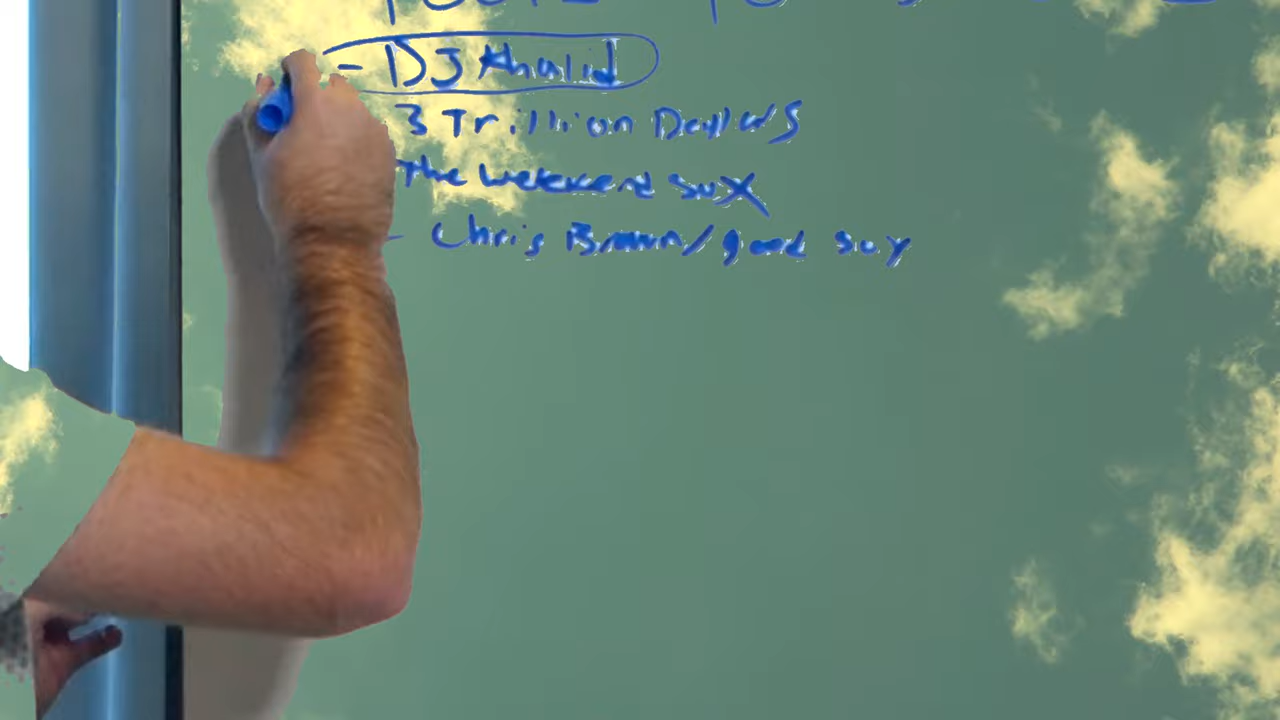 - DJ Khalid
3 Trillion Dollars
The Weekend sux
- Chris Brown/good guy